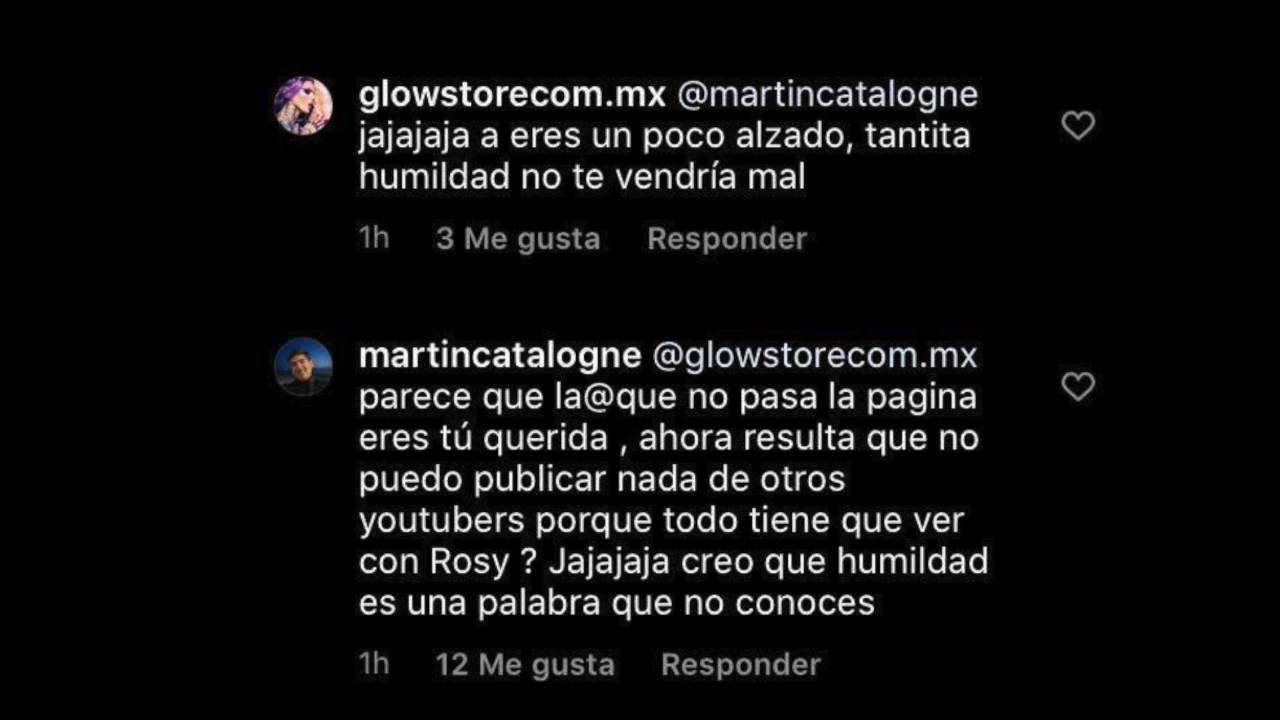 glowstorecom.mx @martincatalogne
jajajaja a eres un poco alzado, tantita
humildad no te vendría mal
1h 3 Me gusta Responder
martincatalogne @glowstorecom.mx
parece que la@que no pasa la pagina
eres tú querida , ahora resulta que no
puedo publicar nada de otros
youtubers porque todo tiene que ver
con Rosy ? Jajajaja creo que humildad
es una palabra que no conoces
1h 12 Me gusta Responder